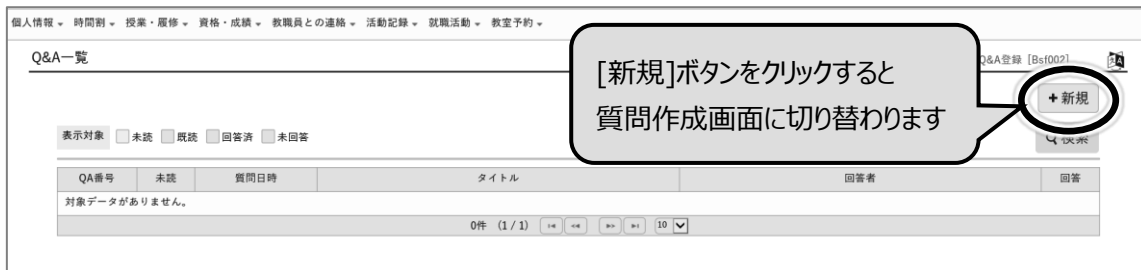 個人情報 時間割 授業・履修 資格・成績 教職員との連絡 活動記録 就職活動 教室予約
Q&A一覧
Q&A登録 [Bsf002]
[新規]ボタンをクリックすると
質問作成画面に切り替わります
+新規
表示対象 未読 既読 回答済 未回答
検索
QA番号 未読 質問日時 タイトル 回答者 回答
対象データがありません。
0件 (1 / 1) 10